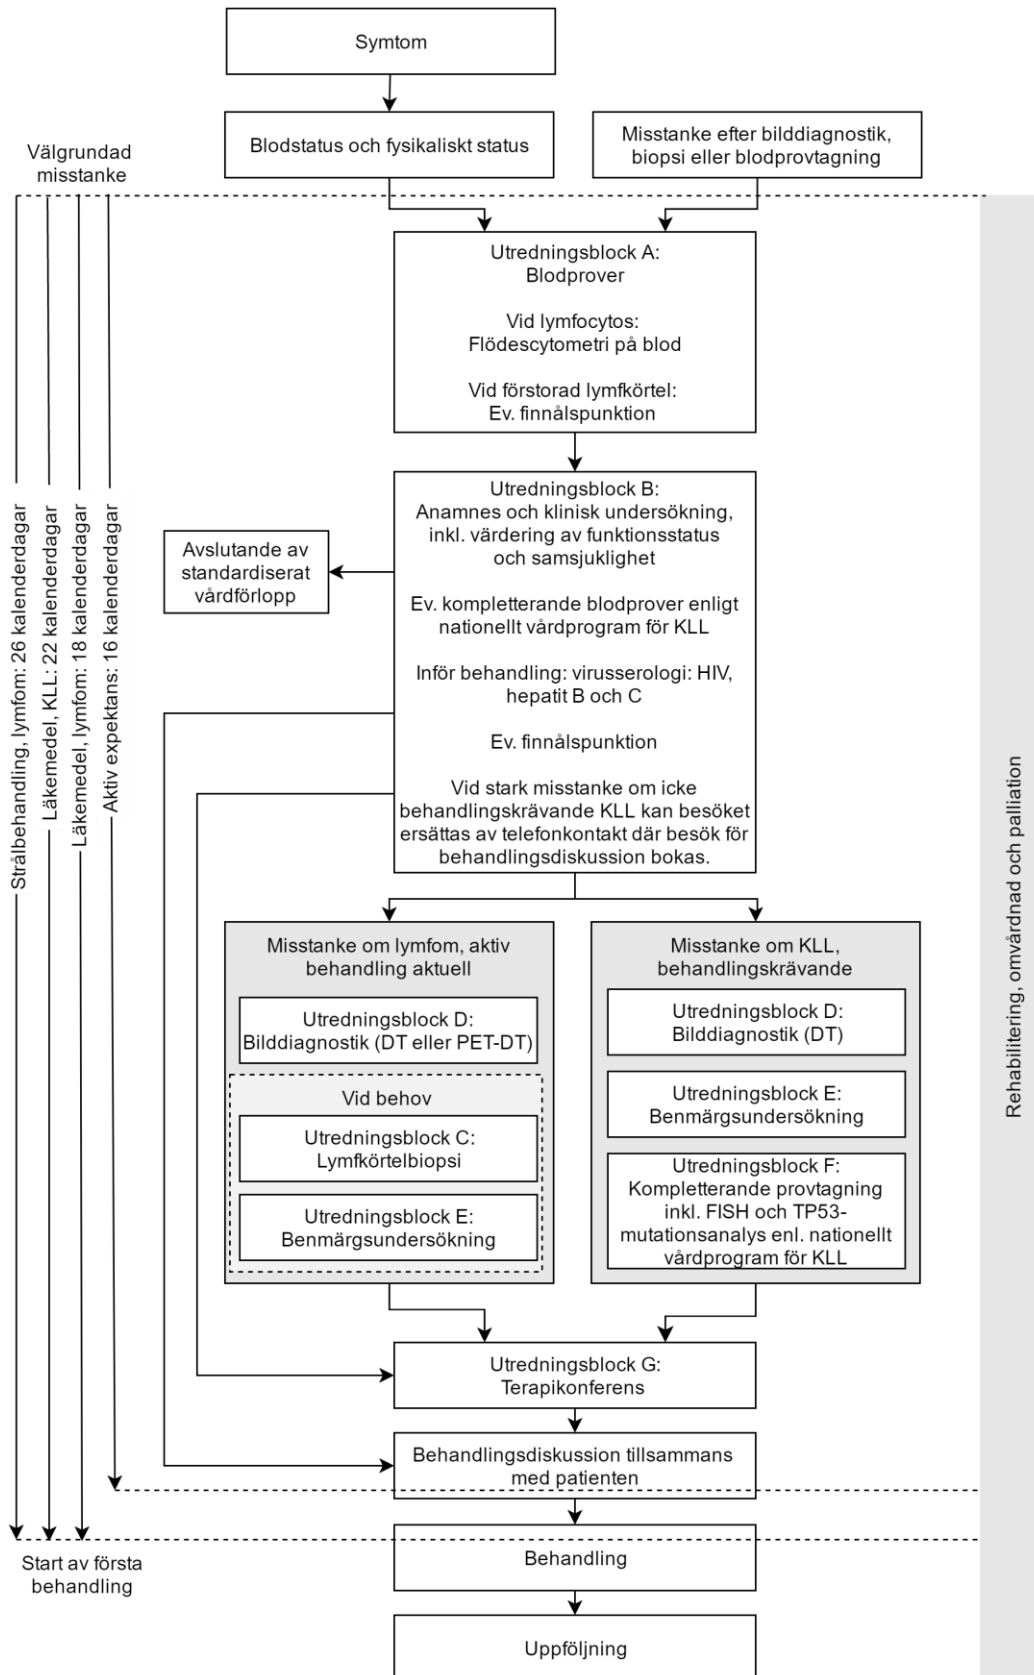 Symtom
Blodstatus och fysikaliskt status
Misstanke efter bilddiagnostik,
biopsi eller blodprovtagning
Välgrundad
misstanke
Utredningsblock A:
Blodprover
Vid lymfocytos:
Flödescytometri på blod
Vid förstorad lymfkörtel:
Ev. finnålspunktion
Utredningsblock B:
Anamnes och klinisk undersökning,
inkl. värdering av funktionsstatus
och samsjuklighet
Ev. kompletterande blodprover enligt
nationellt vårdprogram för KLL
Inför behandling: virusserologi: HIV,
hepatit B och C
Ev. finnålspunktion
Vid stark misstanke om icke
behandlingskrävande KLL kan besöket
ersättas av telefonkontakt där besök för
behandlingsdiskussion bokas.
Avslutande av
standardiserat
vårdförlopp
Strålbehandling, lymfom: 26 kalenderdagar
Läkemedel, KLL: 22 kalenderdagar
Läkemedel, lymfom: 18 kalenderdagar
Aktiv expektans: 16 kalenderdagar
Rehabilitering, omvårdnad och palliation
Misstanke om lymfom, aktiv
behandling aktuell
Utredningsblock D:
Bilddiagnostik (DT eller PET-DT)
Vid behov
Utredningsblock C:
Lymfkörtelbiopsi
Utredningsblock E:
Benmärgsundersökning
Misstanke om KLL,
behandlingskrävande
Utredningsblock D:
Bilddiagnostik (DT)
Utredningsblock E:
Benmärgsundersökning
Utredningsblock F:
Kompletterande provtagning
inkl. FISH och TP53-
mutationsanalys enl. nationellt
vårdprogram för KLL
Utredningsblock G:
Terapikonferens
Behandlingsdiskussion tillsammans
med patienten
Start av första
behandling
Behandling
Uppföljning